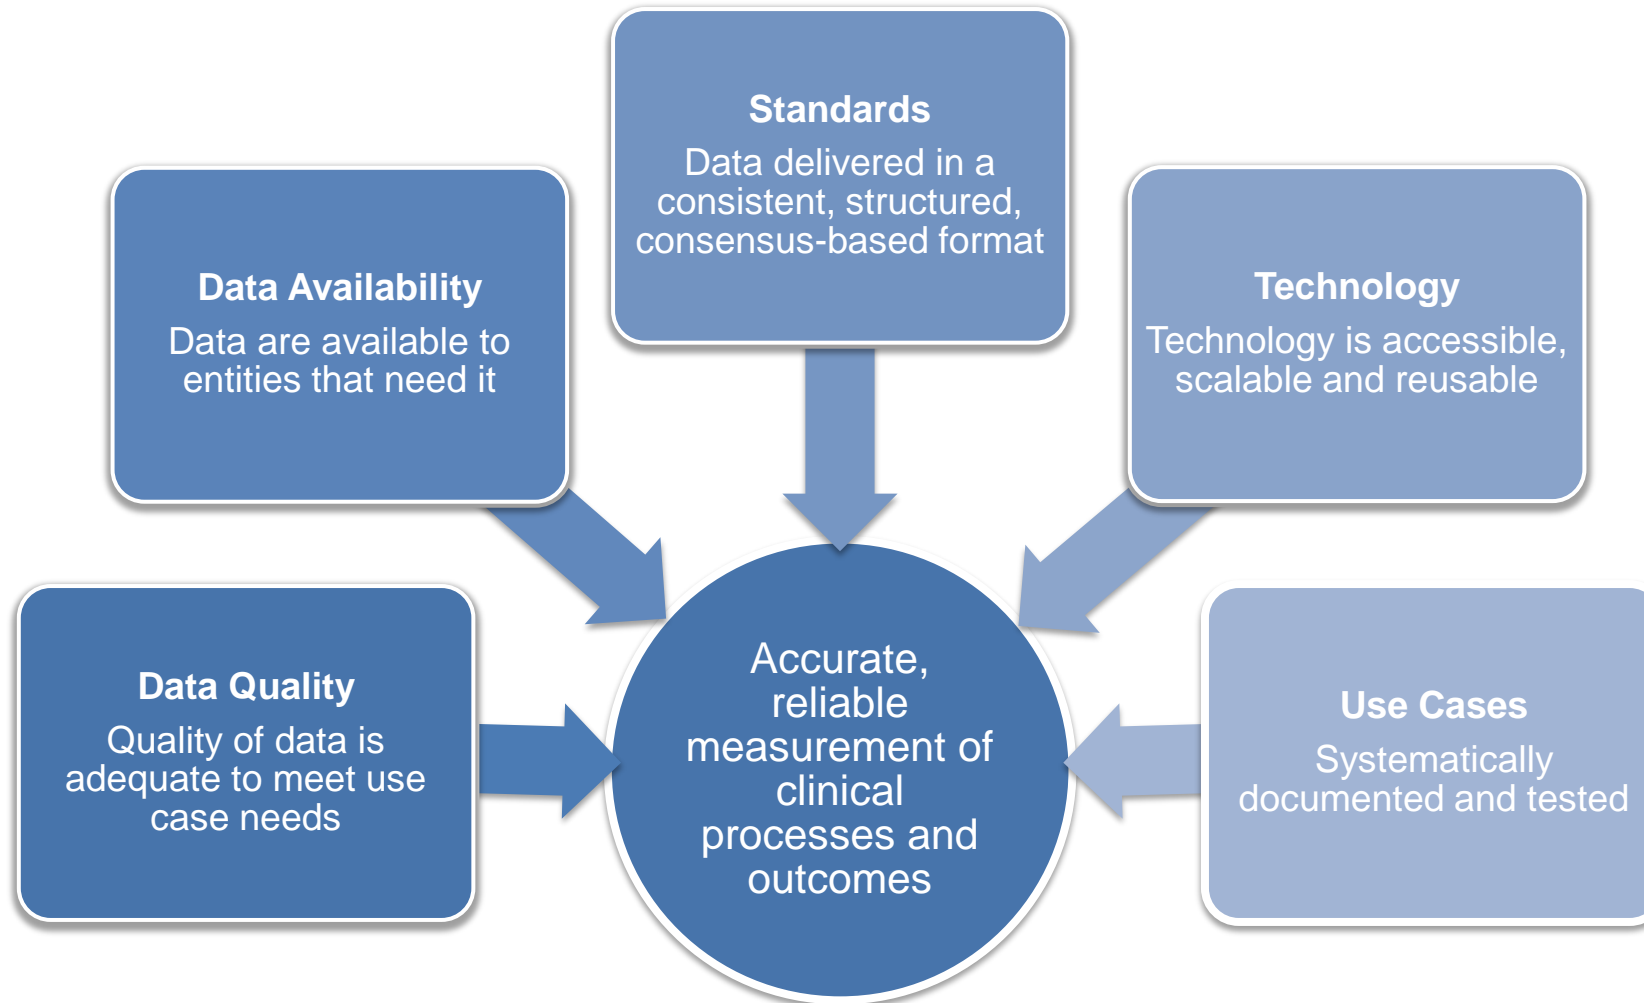 Standards
Data delivered in a
consistent, structured,
consensus-based format
Data Availability
Data are available to
entities that need it
Technology
Technology is accessible,
scalable and reusable
Data Quality
Quality of data is
adequate to meet use
case needs
Accurate,
reliable
measurement of
clinical
processes and
outcomes
Use Cases
Systematically
documented and tested